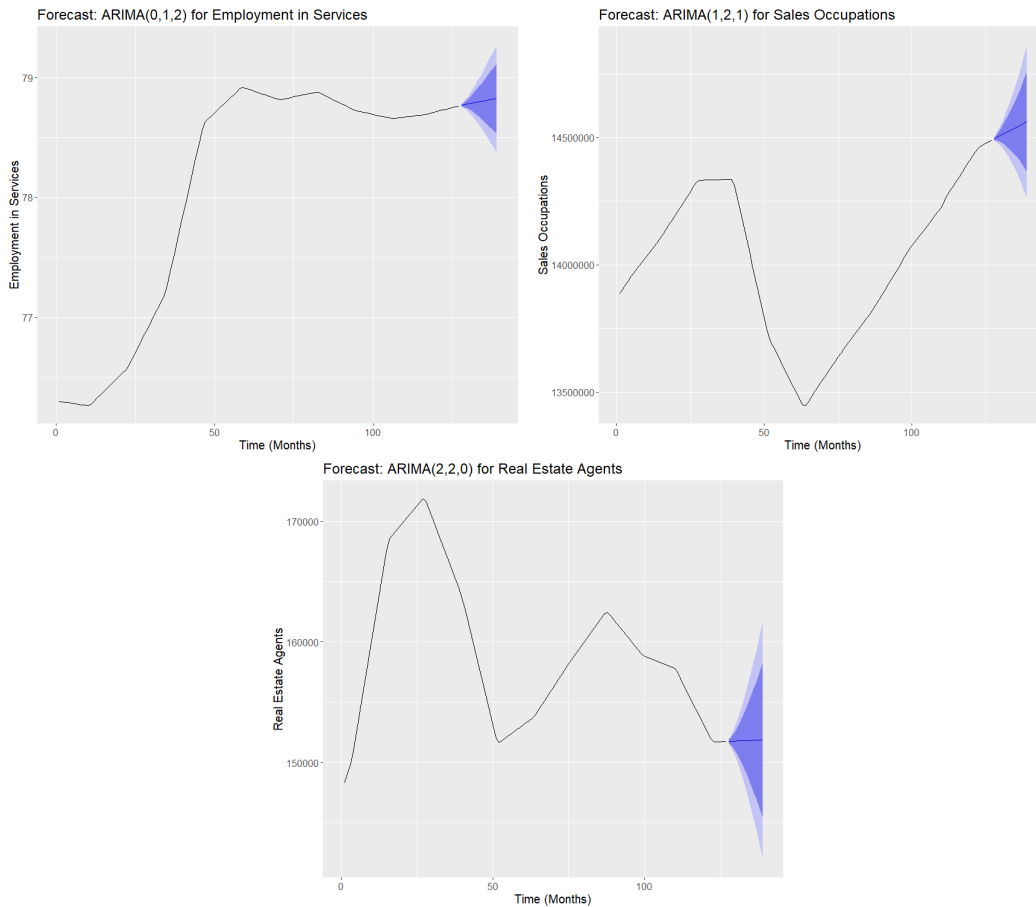 Forecast: ARIMA(0,1,2) for Employment in Services
79
78
77
Employment in Services
0 50 100
Time (Months)
Forecast: ARIMA(1,2,1) for Sales Occupations
14500000
14000000
13500000
Sales Occupations
0 50 100
Time (Months)
Forecast: ARIMA(2,2,0) for Real Estate Agents
170000
160000
150000
Real Estate Agents
0 50 100
Time (Months)